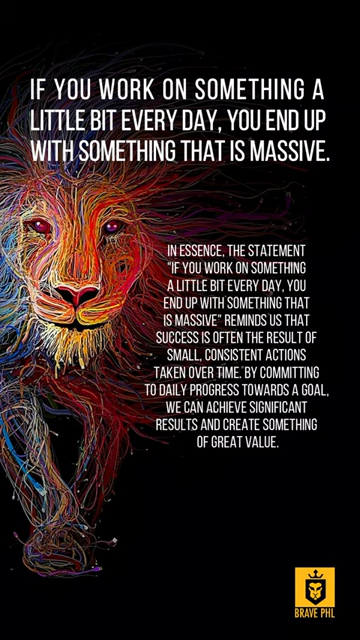 IF YOU WORK ON SOMETHING A
LITTLE BIT EVERY DAY, YOU END UP
WITH SOMETHING THAT IS MASSIVE.
IN ESSENCE, THE STATEMENT
"IF YOU WORK ON SOMETHING
A LITTLE BIT EVERY DAY, YOU
END UP WITH SOMETHING THAT
IS MASSIVE" REMINDS US THAT
SUCCESS IS OFTEN THE RESULT OF
SMALL, CONSISTENT ACTIONS
TAKEN OVER TIME. BY COMMITTING
TO DAILY PROGRESS TOWARDS A GOAL,
WE CAN ACHIEVE SIGNIFICANT
RESULTS AND CREATE SOMETHING
OF GREAT VALUE.
BRAVE PHL